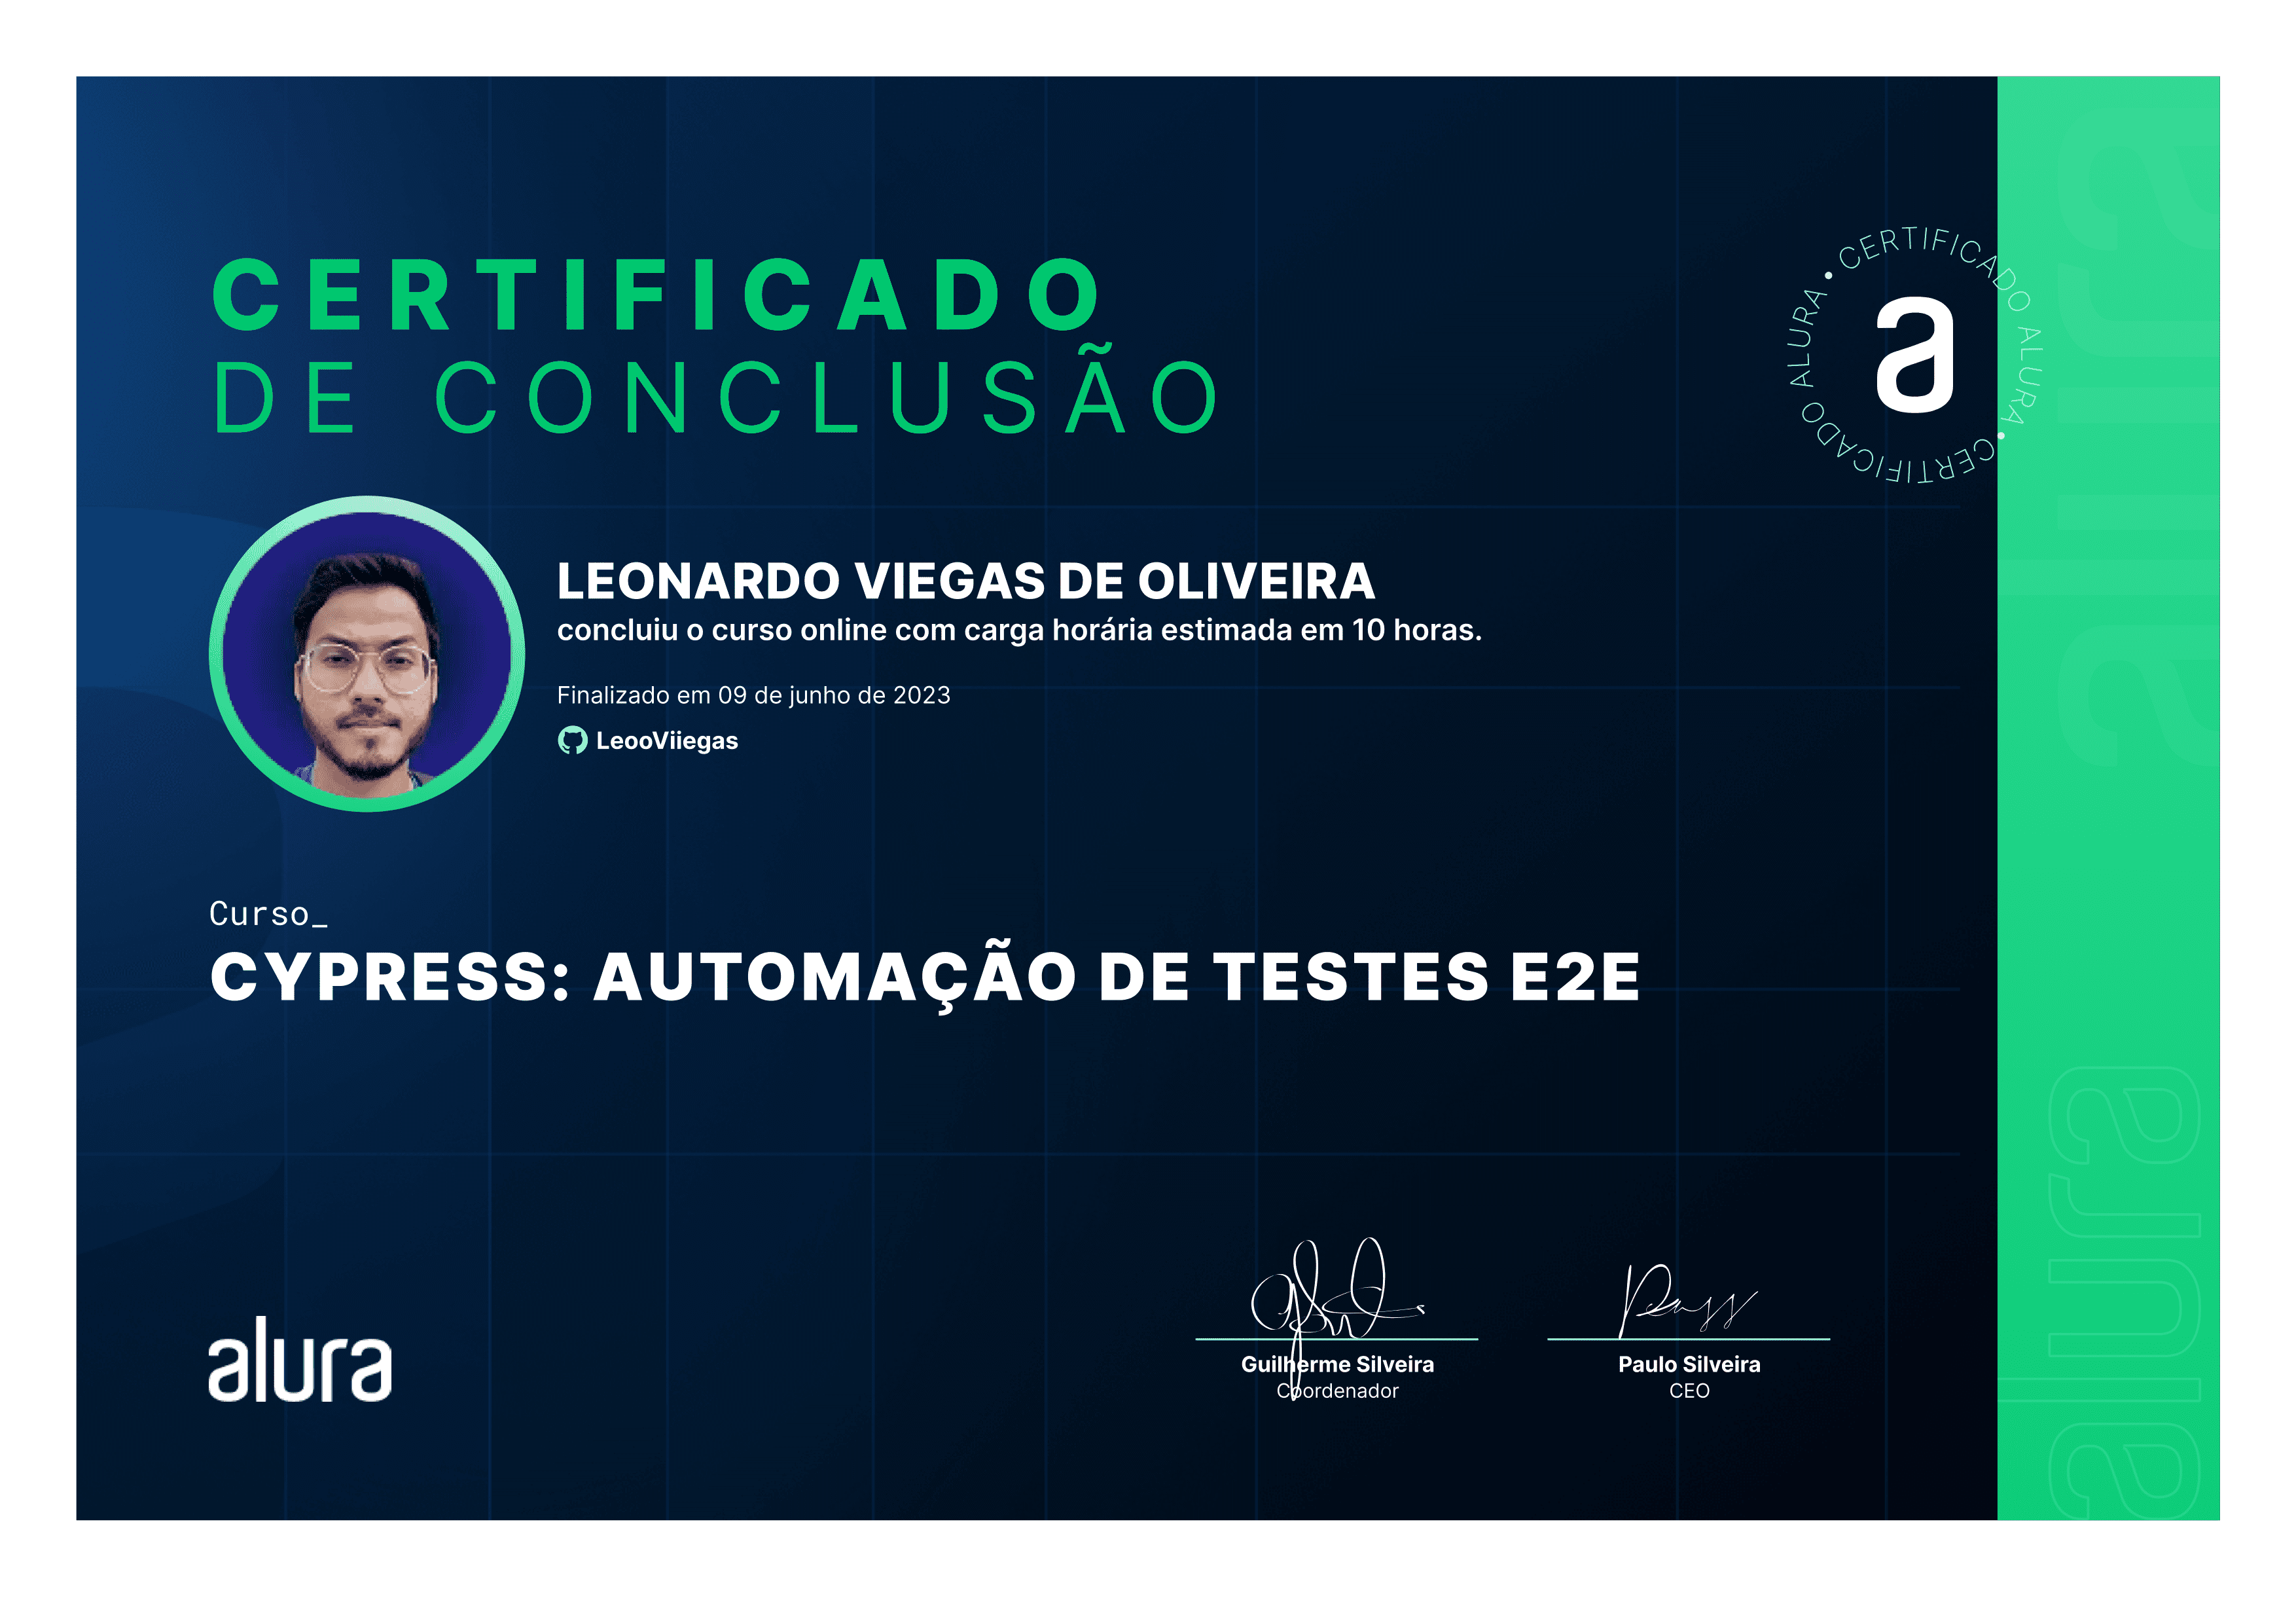 CERTIFICADO
DE CONCLUSÃO
CERTIFICADO ALURA • CERTIFICADO ALURA •
a
LEONARDO VIEGAS DE OLIVEIRA
concluiu o curso online com carga horária estimada em 10 horas.
Finalizado em 09 de junho de 2023
LeooViiegas
Curso_
CYPRESS: AUTOMAÇÃO DE TESTES E2E
alura
Guilherme Silveira
Coordenador
Paulo Silveira
CEO
alura
alura